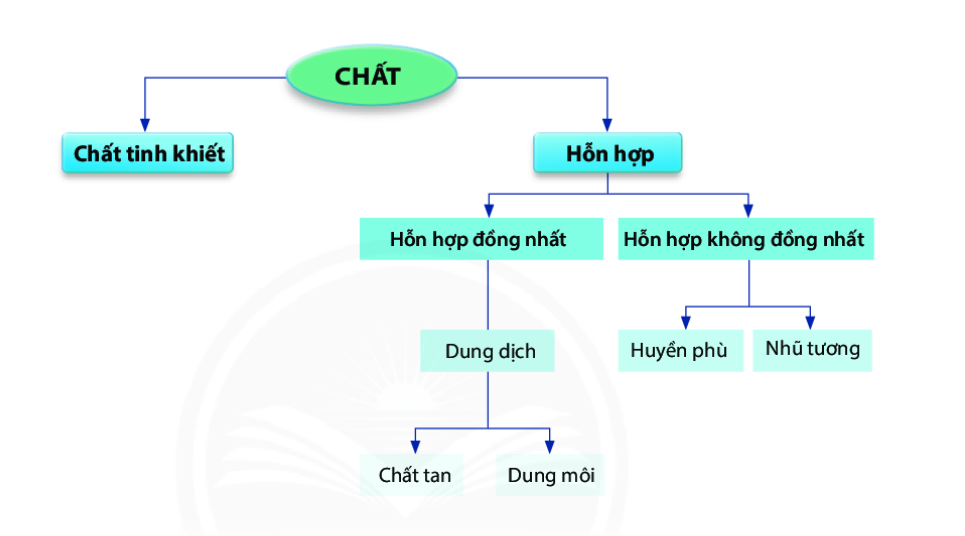 CHẤT
Chất tinh khiết
Hỗn hợp
Hỗn hợp đồng nhất
Hỗn hợp không đồng nhất
Dung dịch
Huyền phù
Nhũ tương
Chất tan
Dung môi